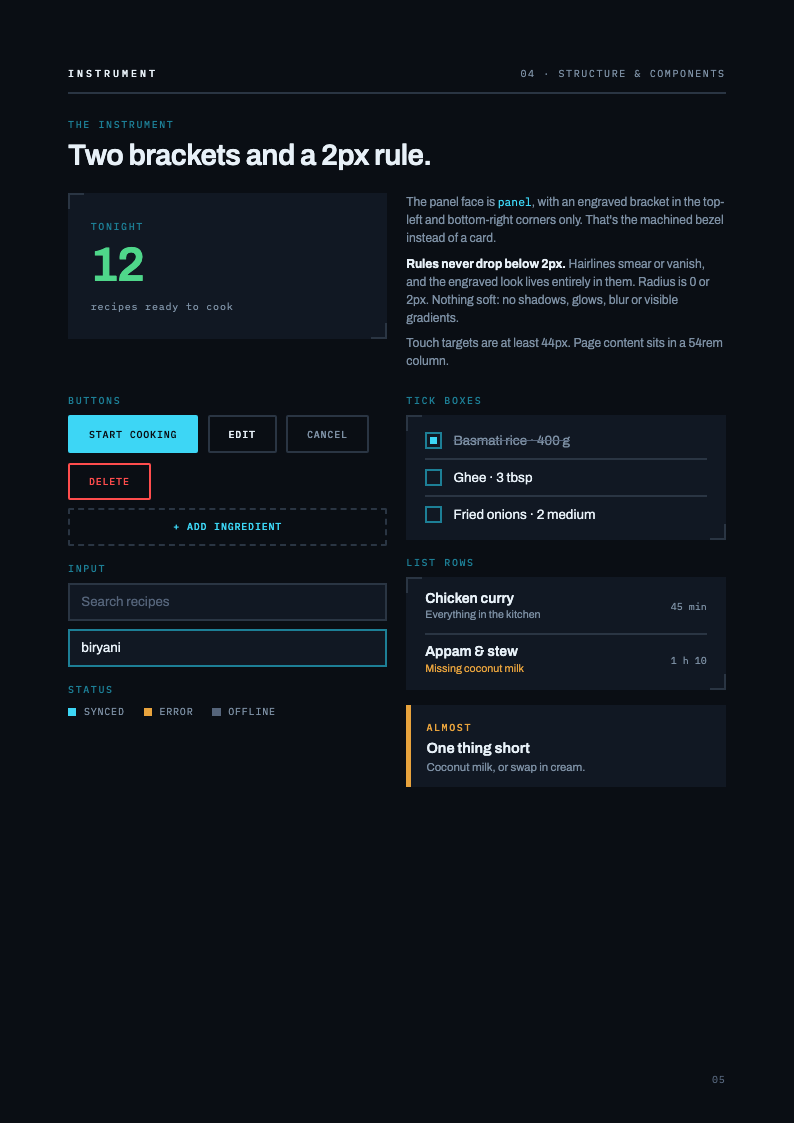 INSTRUMENT
04 · STRUCTURE & COMPONENTS
THE INSTRUMENT
Two brackets and a 2px rule.
TONIGHT
12
recipes ready to cook
The panel face is panel, with an engraved bracket in the top-
left and bottom-right corners only. That's the machined bezel
instead of a card.
Rules never drop below 2px. Hairlines smear or vanish,
and the engraved look lives entirely in them. Radius is 0 or
2px. Nothing soft: no shadows, glows, blur or visible
gradients.
Touch targets are at least 44px. Page content sits in a 54rem
column.
BUTTONS
START COOKING
EDIT
CANCEL
DELETE
+ ADD INGREDIENT
INPUT
Search recipes
biryani
STATUS
SYNCED
ERROR
OFFLINE
TICK BOXES
Basmati rice · 400 g
Ghee · 3 tbsp
Fried onions · 2 medium
LIST ROWS
Chicken curry
Everything in the kitchen
45 min
Appam & stew
Missing coconut milk
1 h 10
ALMOST
One thing short
Coconut milk, or swap in cream.
05